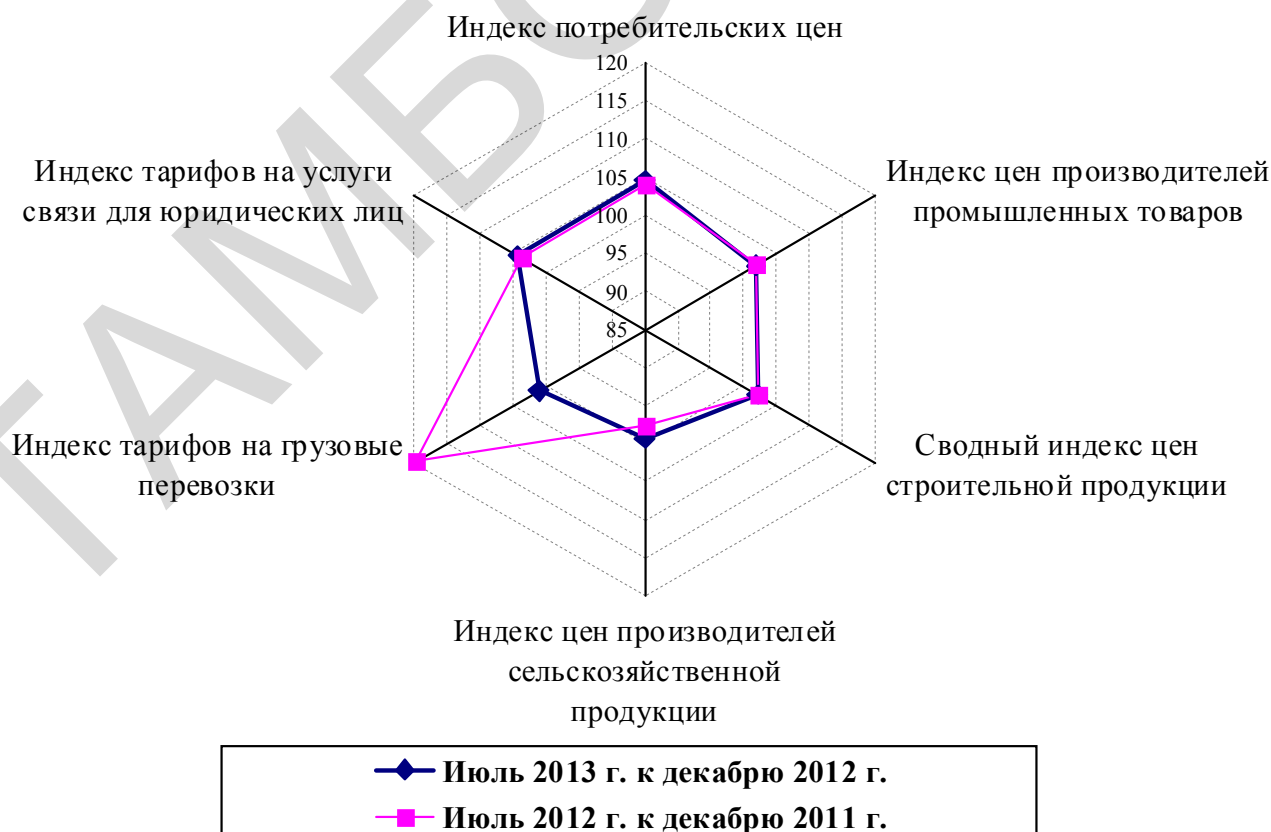 Индекс потребительских цен
120
115
110
105
100
95
90
85
Индекс тарифов на услуги
связи для юридических лиц
Индекс цен производителей
промышленных товаров
Индекс тарифов на грузовые
перевозки
Сводный индекс цен
строительной продукции
Индекс цен производителей
сельскозяйственной
продукции
Июль 2013 г. к декабрю 2012 г.
Июль 2012 г. к декабрю 2011 г.